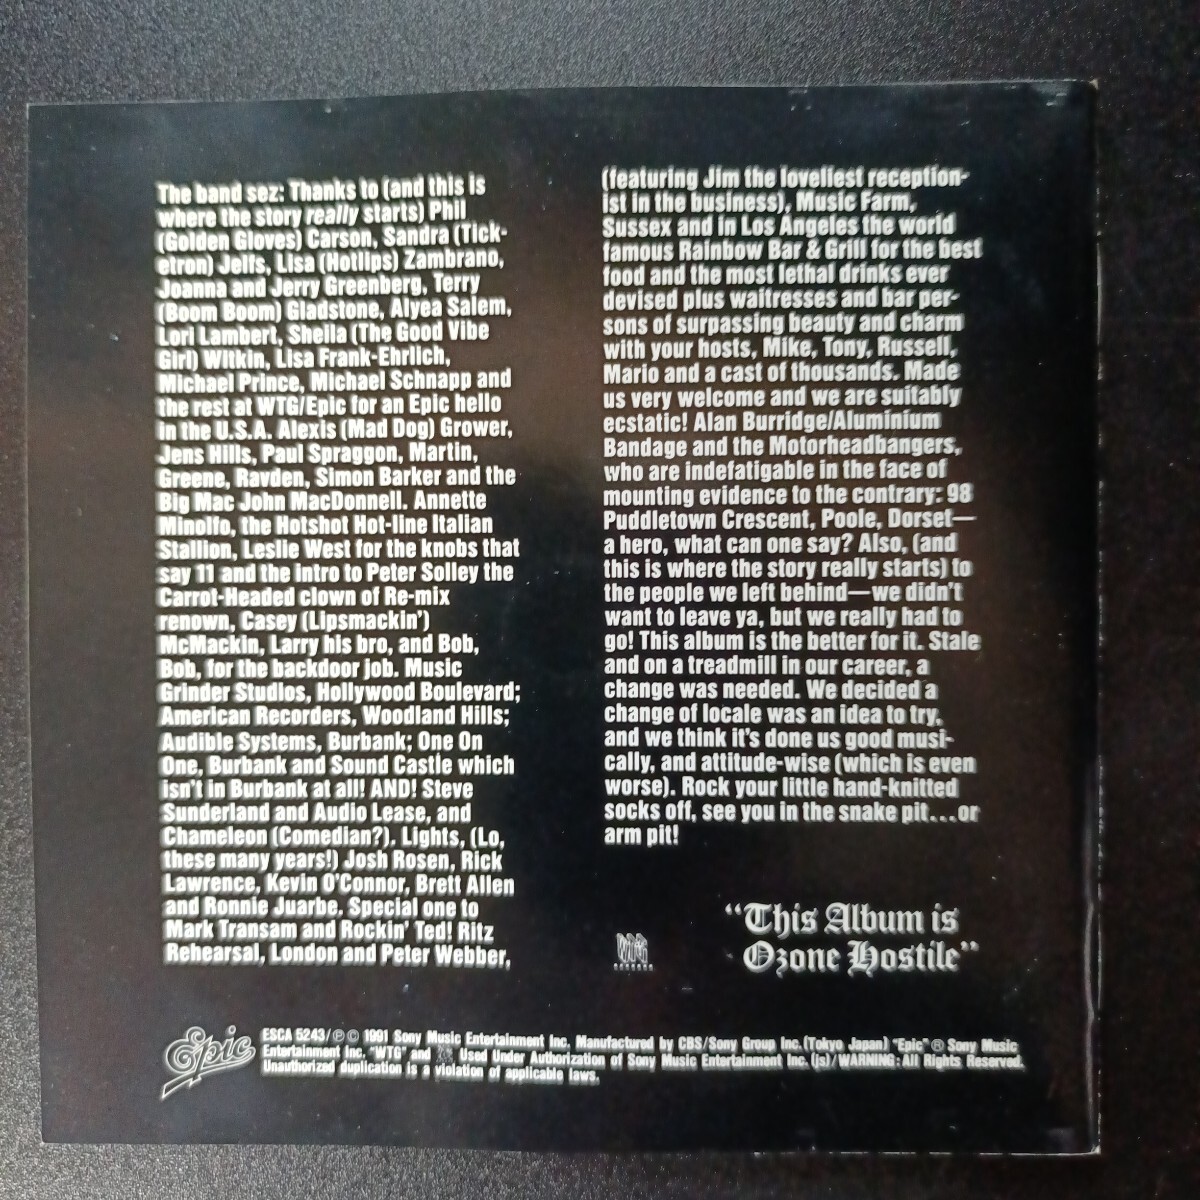 The band sez: Thanks to (and this is
where the story really starts) Phil
(Golden Gloves) Carson, Sandra (Tick-
etron) Jelfs, Lisa (Hotlips) Zambrano,
Joanna and Jerry Greenberg, Terry
(Boom Boom) Gladstone, Alyea Salem,
Lori Lambert, Sheila (The Good Vibe
Girl) Witkin, Lisa Frank-Ehrlich,
Michael Prince, Michael Schnapp and
the rest at WTG/Epic for an Epic hello
in the U.S.A. Alexis (Mad Dog) Grower,
Jens Hills, Paul Spraggon, Martin,
Greene, Ravden, Simon Barker and the
Big Mac John MacDonnell. Annette
Minolfo, the Hotshot Hot-line Italian
Stallion, Leslie West for the knobs that
say 11 and the intro to Peter Solley the
Carrot-Headed clown of Re-mix
renown, Casey (Lipsmackin')
McMackin, Larry his bro, and Bob,
Bob, for the backdoor job. Music
Grinder Studios, Hollywood Boulevard;
American Recorders, Woodland Hills;
Audible Systems, Burbank; One On
One, Burbank and Sound Castle which
isn't in Burbank at all! AND! Steve
Sunderland and Audio Lease, and
Chameleon (Comedian?), Lights, (Lo,
these many years!) Josh Rosen, Rick
Lawrence, Kevin O'Connor, Brett Allen
and Ronnie Juarbe. Special one to
Mark Transam and Rockin' Ted! Ritz
Rehearsal, London and Peter Webber,
(featuring Jim the loveliest reception-
ist in the business), Music Farm,
Sussex and in Los Angeles the world
famous Rainbow Bar & Grill for the best
food and the most lethal drinks ever
devised plus waitresses and bar per-
sons of surpassing beauty and charm
with your hosts, Mike, Tony, Russell,
Mario and a cast of thousands. Made
us very welcome and we are suitably
ecstatic! Alan Burridge/Aluminium
Bandage and the Motorheadbangers,
who are indefatigable in the face of
mounting evidence to the contrary: 98
Puddletown Crescent, Poole, Dorset—
a hero, what can one say? Also, (and
this is where the story really starts) to
the people we left behind—we didn't
want to leave ya, but we really had to
go! This album is the better for it. Stale
and on a treadmill in our career, a
change was needed. We decided a
change of locale was an idea to try,
and we think it's done us good musi-
cally, and attitude-wise (which is even
worse). Rock your little hand-knitted
socks off, see you in the snake pit...or
arm pit!
"This Album is
Ozone Hostile"
WTG
Epic
ESCA 5243/℗© 1991 Sony Music Entertainment Inc. Manufactured by CBS/Sony Group Inc. (Tokyo Japan) "Epic" ® Sony Music
Entertainment Inc. "WTG" and Used Under Authorization of Sony Music Entertainment Inc. (js)/WARNING: All Rights Reserved.
Unauthorized duplication is a violation of applicable laws.